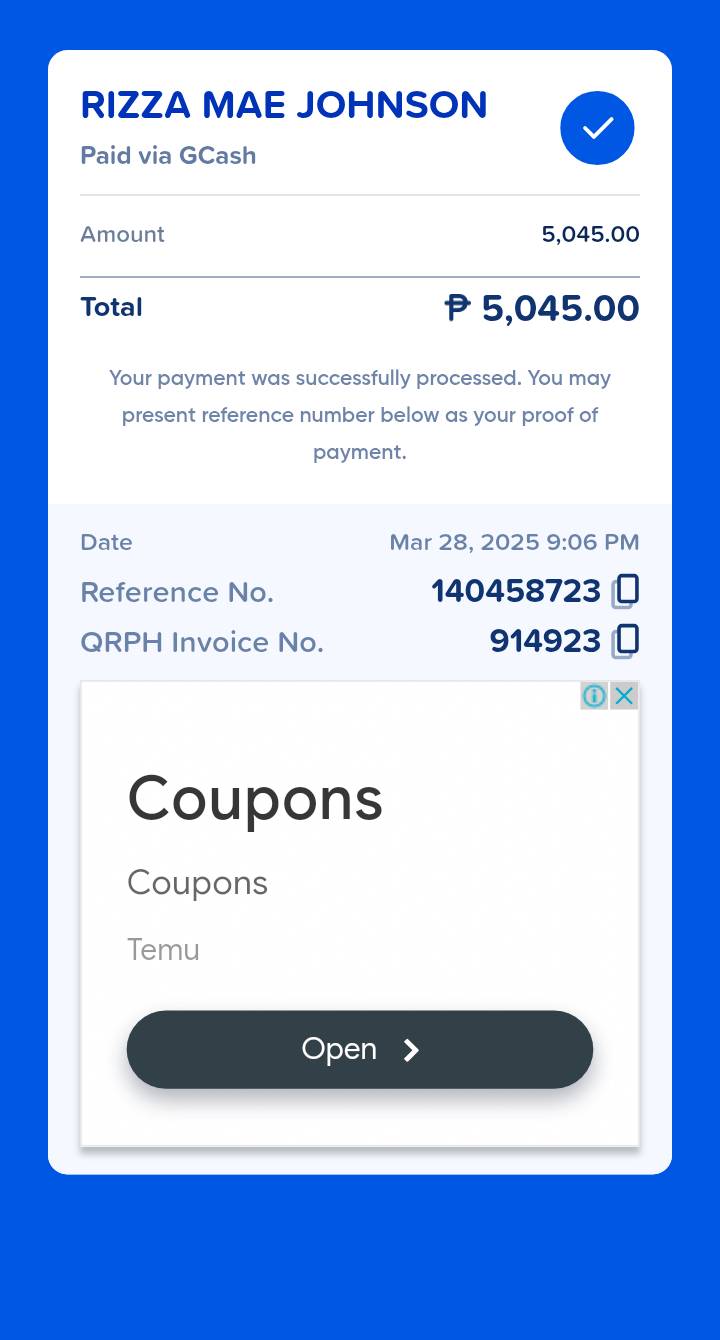 RIZZA MAE JOHNSON
Paid via GCash
Amount 5,045.00
Total ₱ 5,045.00
Your payment was successfully processed. You may
present reference number below as your proof of
payment.
Date Mar 28, 2025 9:06 PM
Reference No. 140458723
QRPH Invoice No. 914923
Coupons
Coupons
Temu
Open